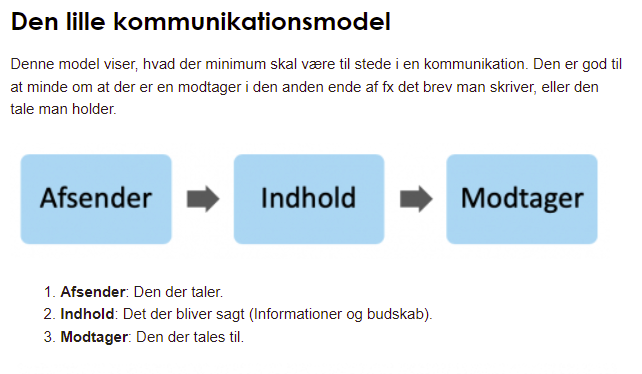 Den lille kommunikationsmodel
Denne model viser, hvad der minimum skal være til stede i en kommunikation. Den er god til
at minde om at der er en modtager i den anden ende af fx det brev man skriver, eller den
tale man holder.
Afsender
Indhold
Modtager
1. Afsender: Den der taler.
2. Indhold: Det der bliver sagt (Informationer og budskab).
3. Modtager: Den der tales til.